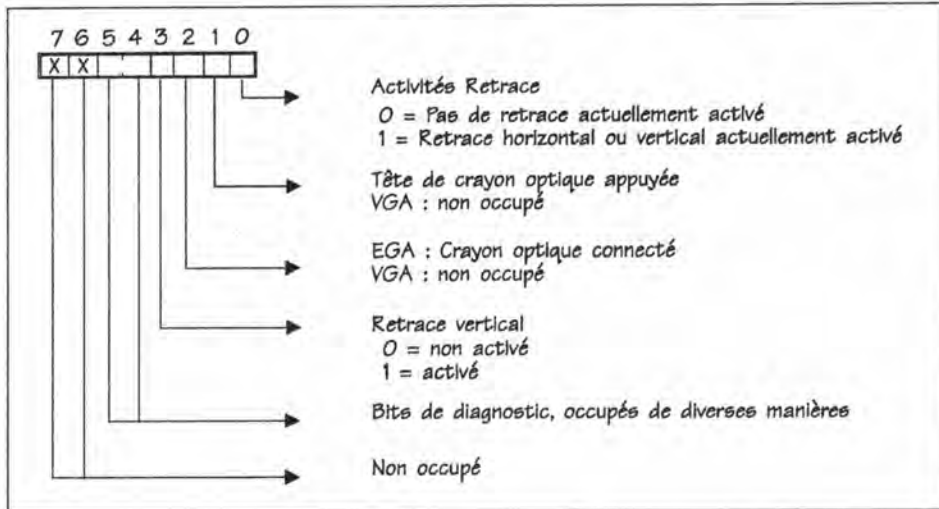 7 6 5 4 3 2 1 0
X X
Activités Retrace
0 = Pas de retrace actuellement activé
1 = Retrace horizontal ou vertical actuellement activé
Tête de crayon optique appuyée
VGA : non occupé
EGA : Crayon optique connecté
VGA : non occupé
Retrace vertical
0 = non activé
1 = activé
Bits de diagnostic, occupés de diverses manières
Non occupé